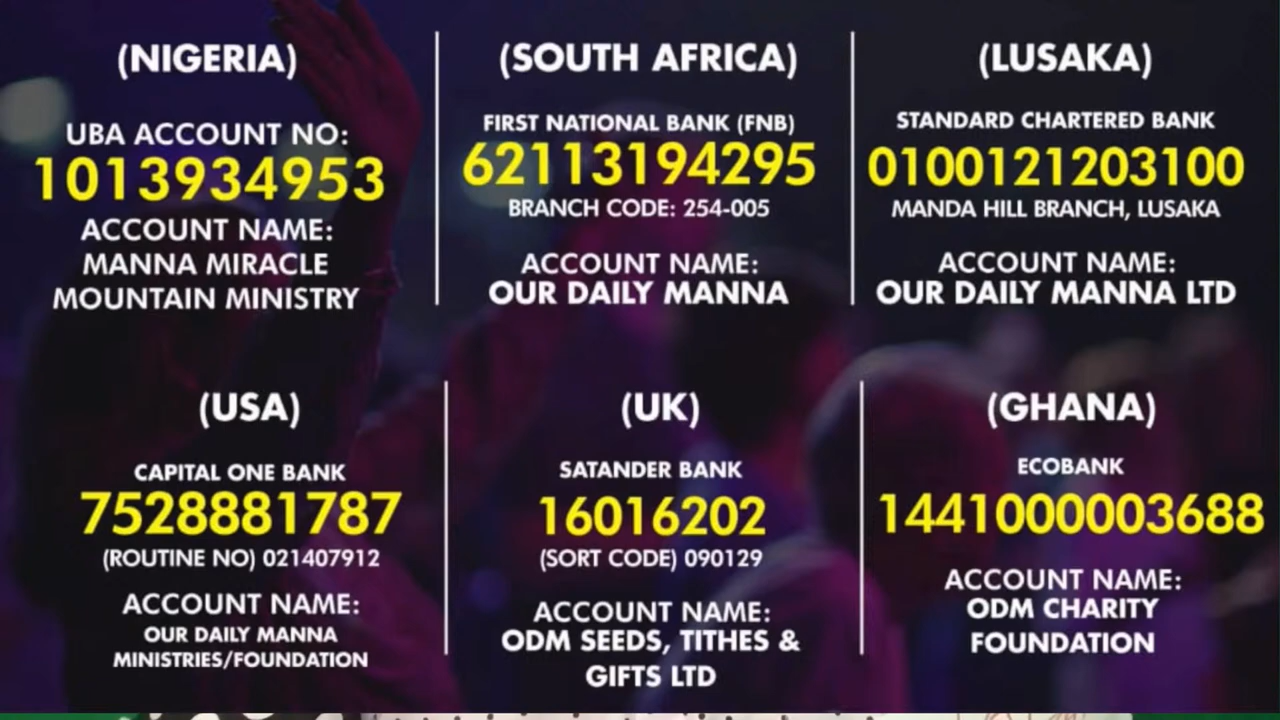 (NIGERIA)
UBA ACCOUNT NO:
1013934953
ACCOUNT NAME:
MANNA MIRACLE
MOUNTAIN MINISTRY
(SOUTH AFRICA)
FIRST NATIONAL BANK (FNB)
62113194295
BRANCH CODE: 254-005
ACCOUNT NAME:
OUR DAILY MANNA
(LUSAKA)
STANDARD CHARTERED BANK
0100121203100
MANDA HILL BRANCH, LUSAKA
ACCOUNT NAME:
OUR DAILY MANNA LTD
(USA)
CAPITAL ONE BANK
7528881787
(ROUTINE NO) 021407912
ACCOUNT NAME:
OUR DAILY MANNA
MINISTRIES/FOUNDATION
(UK)
SATANDER BANK
16016202
(SORT CODE) 090129
ACCOUNT NAME:
ODM SEEDS, TITHES &
GIFTS LTD
(GHANA)
ECOBANK
1441000003688
ACCOUNT NAME:
ODM CHARITY
FOUNDATION